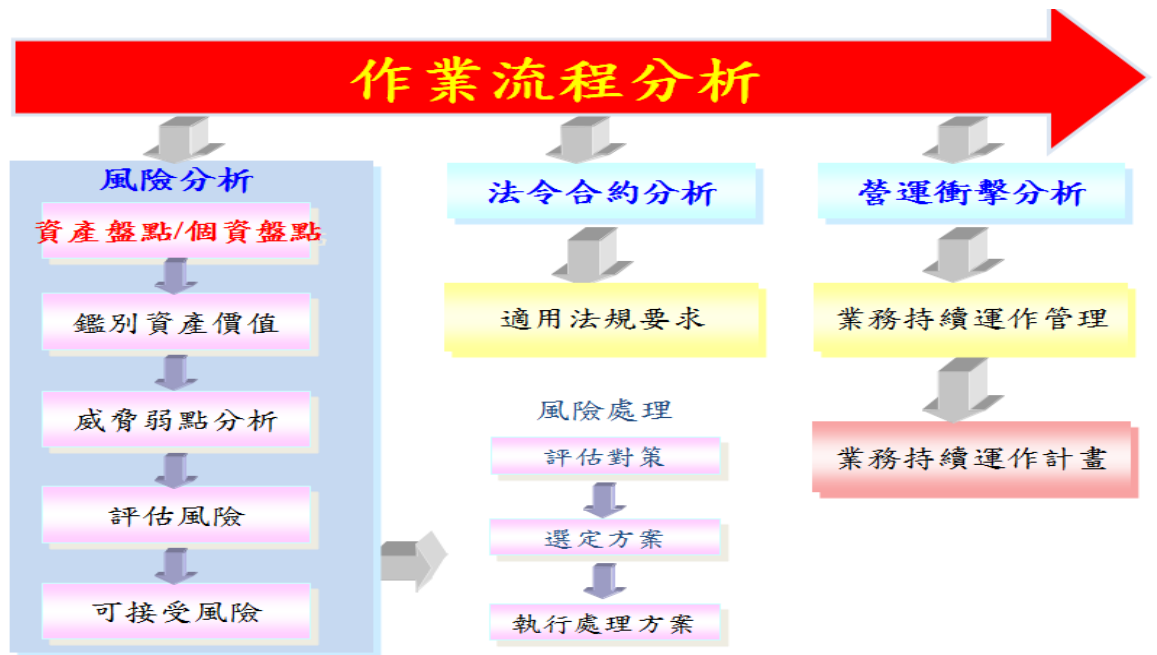 作業流程分析
風險分析
資產盤點/個資盤點
鑑別資產價值
威脅弱點分析
評估風險
可接受風險
法令合約分析
適用法規要求
風險處理
評估對策
選定方案
執行處理方案
營運衝擊分析
業務持續運作管理
業務持續運作計畫